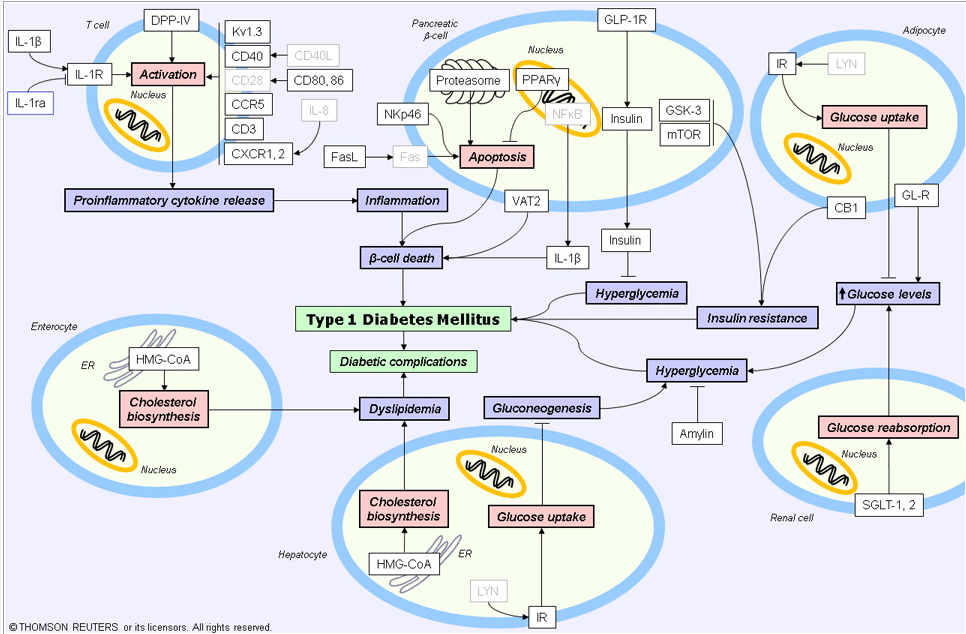 T cell
DPP-IV
Pancreatic
β-cell
GLP-1R
Adipocyte
IL-1β
IL-1R
Activation
Kv1.3
CD40
CD40L
CD28
CD80, 86
Nucleus
IL-1ra
CCR5
IL-8
CD3
CXCR1, 2
Nucleus
Proteasome
PPARγ
NFκB
NKp46
Insulin
GSK-3
mTOR
FasL
Fas
Apoptosis
IR
LYN
Glucose uptake
Nucleus
Proinflammatory cytokine release
Inflammation
VAT2
CB1
GL-R
β-cell death
IL-1β
Insulin
Hyperglycemia
Glucose levels
Type 1 Diabetes Mellitus
Insulin resistance
Enterocyte
ER
HMG-CoA
Diabetic complications
Hyperglycemia
Cholesterol
biosynthesis
Dyslipidemia
Gluconeogenesis
Amylin
Nucleus
Glucose reabsorption
Nucleus
SGLT-1, 2
Renal cell
Nucleus
Cholesterol
biosynthesis
Glucose uptake
Hepatocyte
HMG-CoA
ER
LYN
IR
© THOMSON REUTERS or its licensors. All rights reserved.